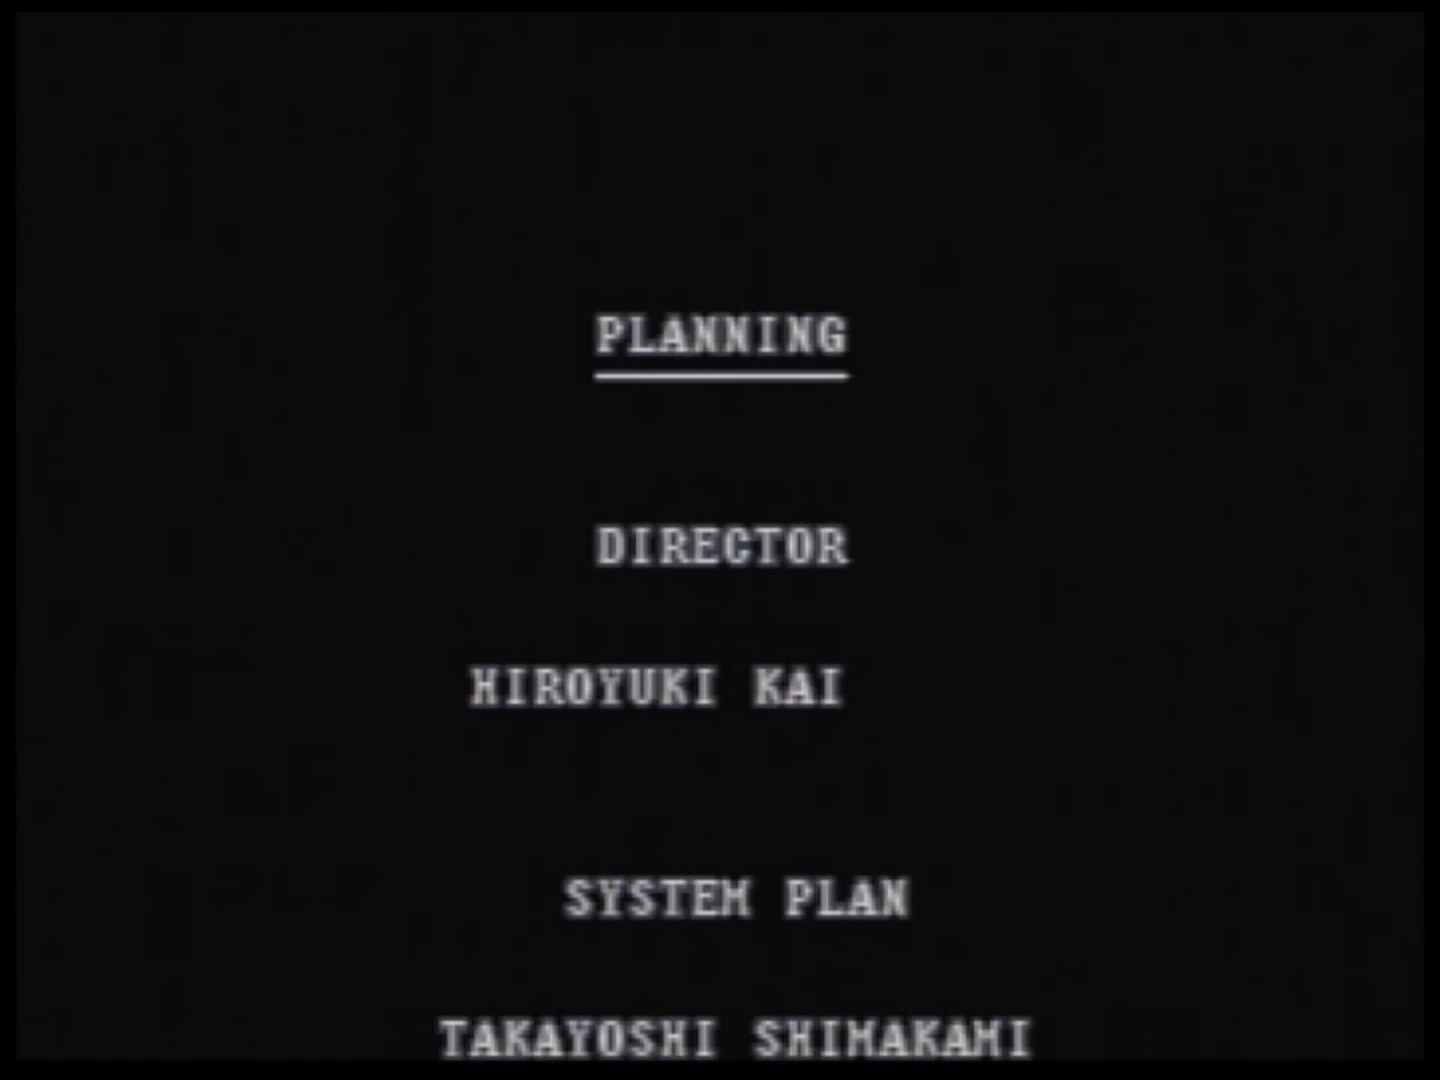 PLANNING
DIRECTOR
HIROYUKI KAI
SYSTEM PLAN
TAKAYOSHI SHIMAKAMI